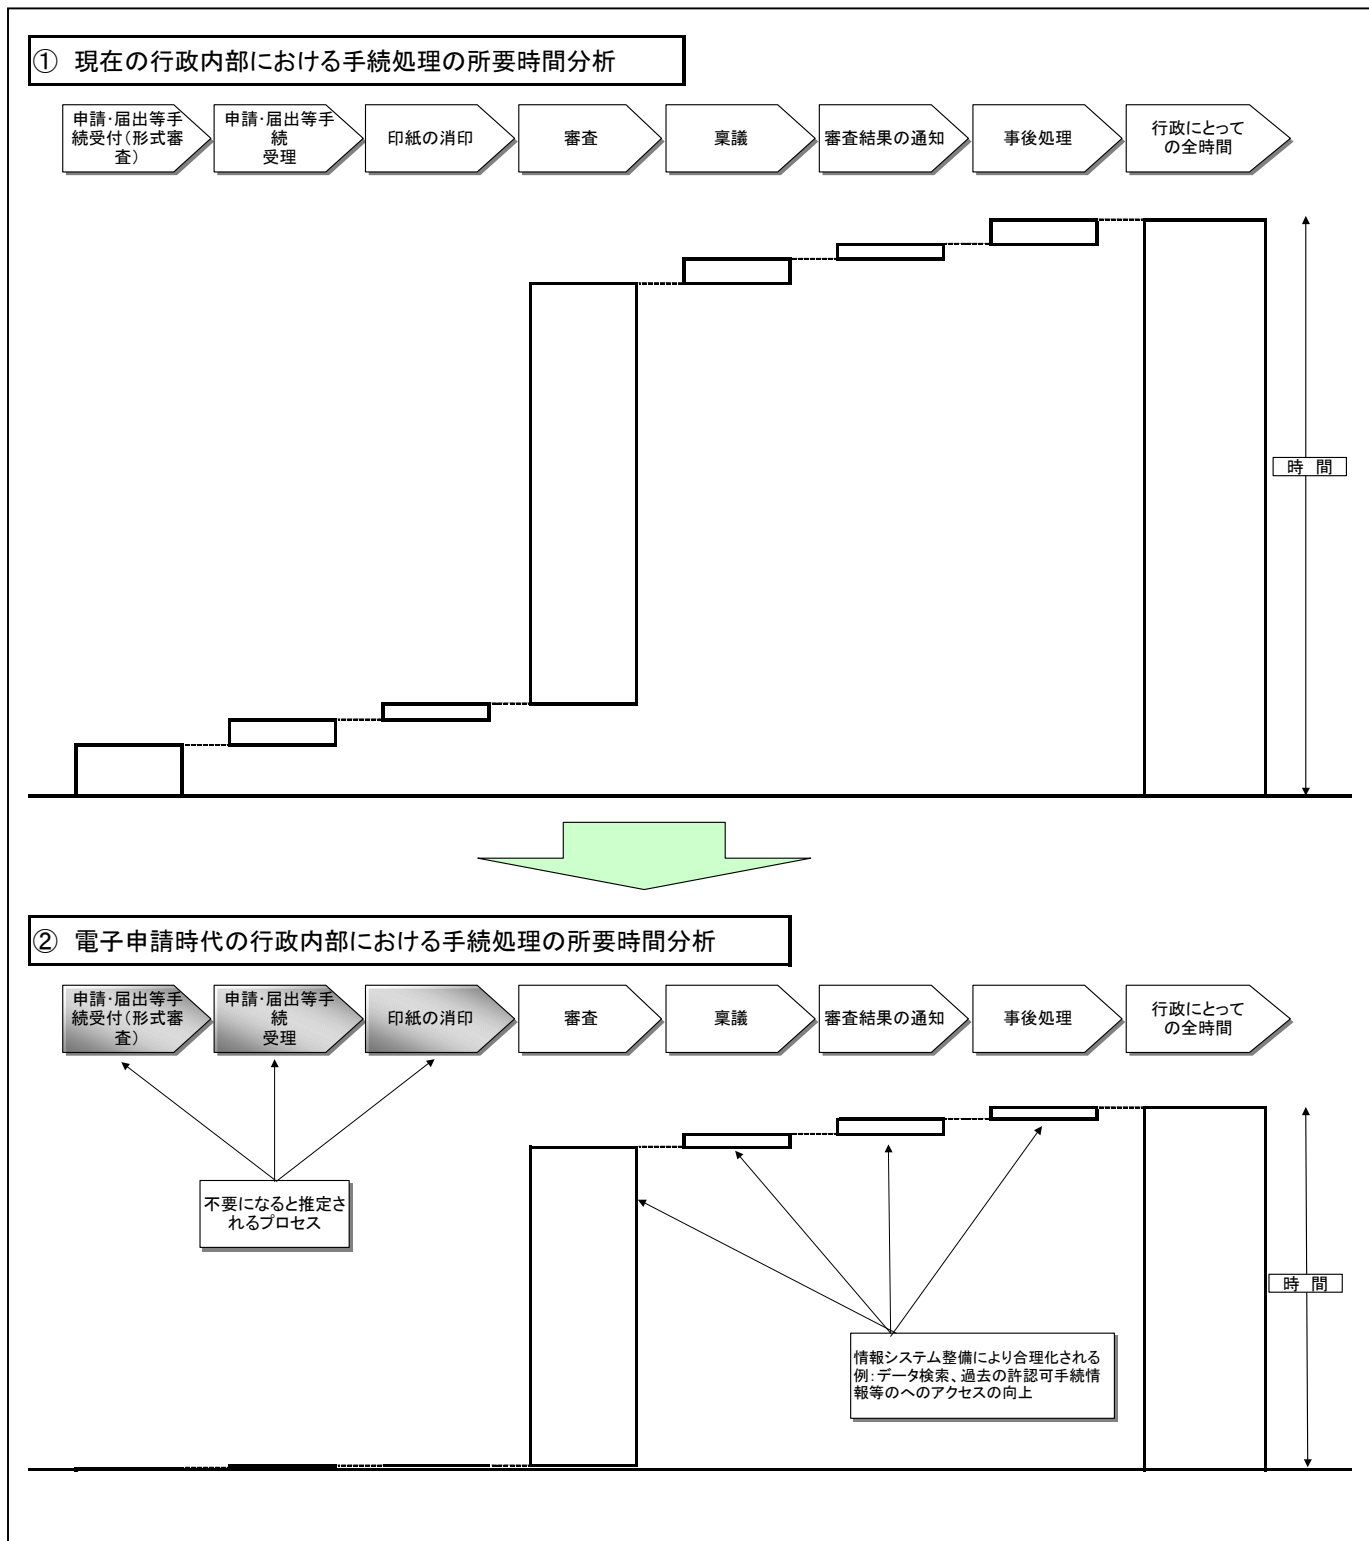 ① 現在の行政内部における手続処理の所要時間分析
申請・届出等手
続受付(形式審
査)
申請・届出等手
続
受理
印紙の消印
審査
稟議
審査結果の通知
事後処理
行政にとって
の全時間
時 間
② 電子申請時代の行政内部における手続処理の所要時間分析
申請・届出等手
続受付(形式審
査)
申請・届出等手
続
受理
印紙の消印
審査
稟議
審査結果の通知
事後処理
行政にとって
の全時間
不要になると推定さ
れるプロセス
時 間
情報システム整備により合理化される
例:データ検索、過去の許認可手続情
報等のへのアクセスの向上